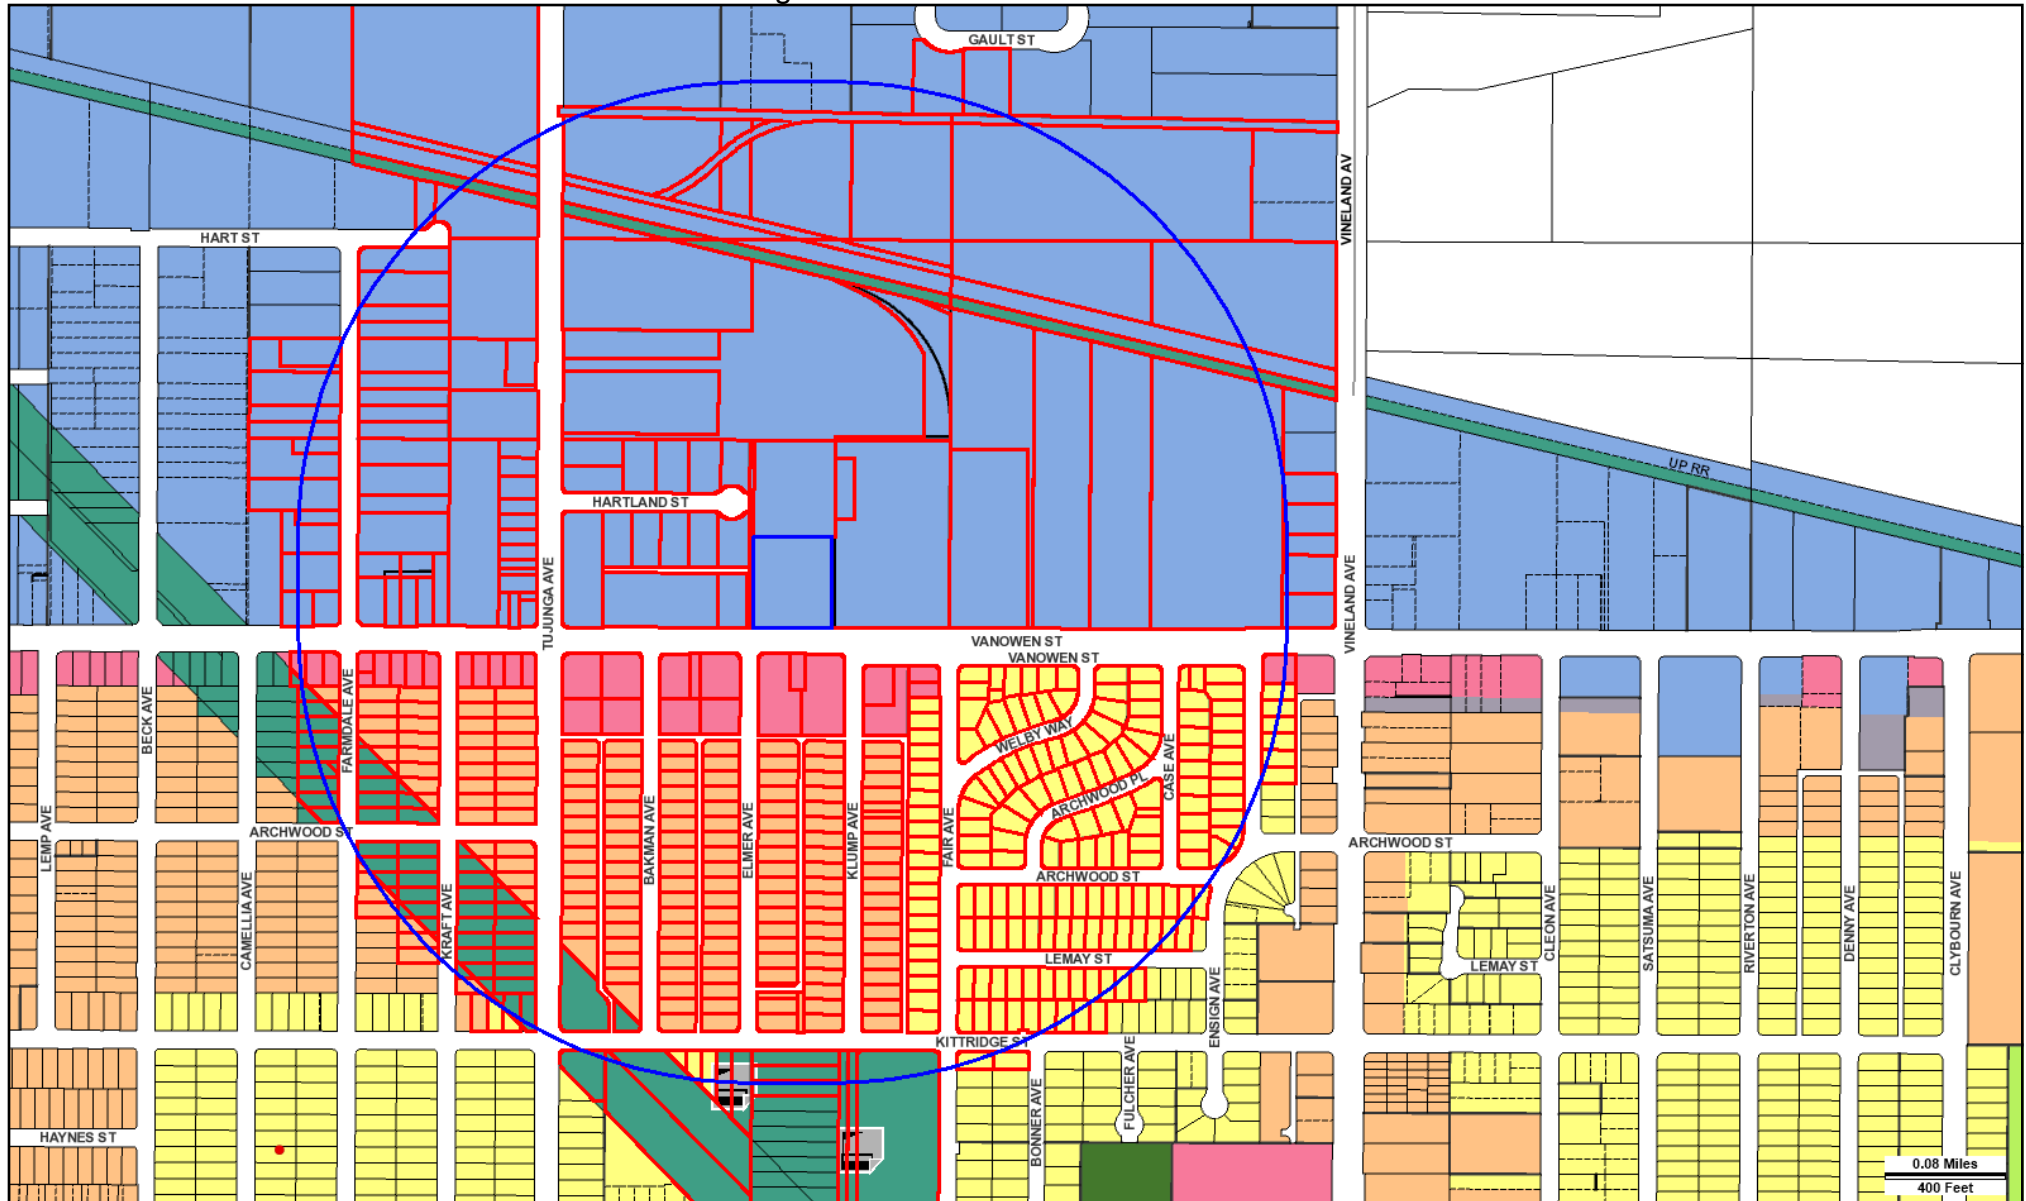 GAULT ST
VINELAND AV
HART ST
UP RR
HARTLAND ST
TUJUNGA AVE
VINELAND AVE
VANOWEN ST
VANOWEN ST
BECK AVE
FARMDALE AVE
WELBY WAY
CASE AVE
ARCHWOOD PL
LEMP AVE
ARCHWOOD ST
BAKMAN AVE
ELMER AVE
KLUMP AVE
FAIR AVE
ARCHWOOD ST
ARCHWOOD ST
CAMELLIA AVE
KRAFT AVE
CLEON AVE
SATSUMA AVE
RIVERTON AVE
DENNY AVE
CLYBOURN AVE
LEMAY ST
LEMAY ST
ENSIGN AVE
KITTRIDGE ST
BONNER AVE
FULCHER AVE
HAYNES ST
0.08 Miles
400 Feet